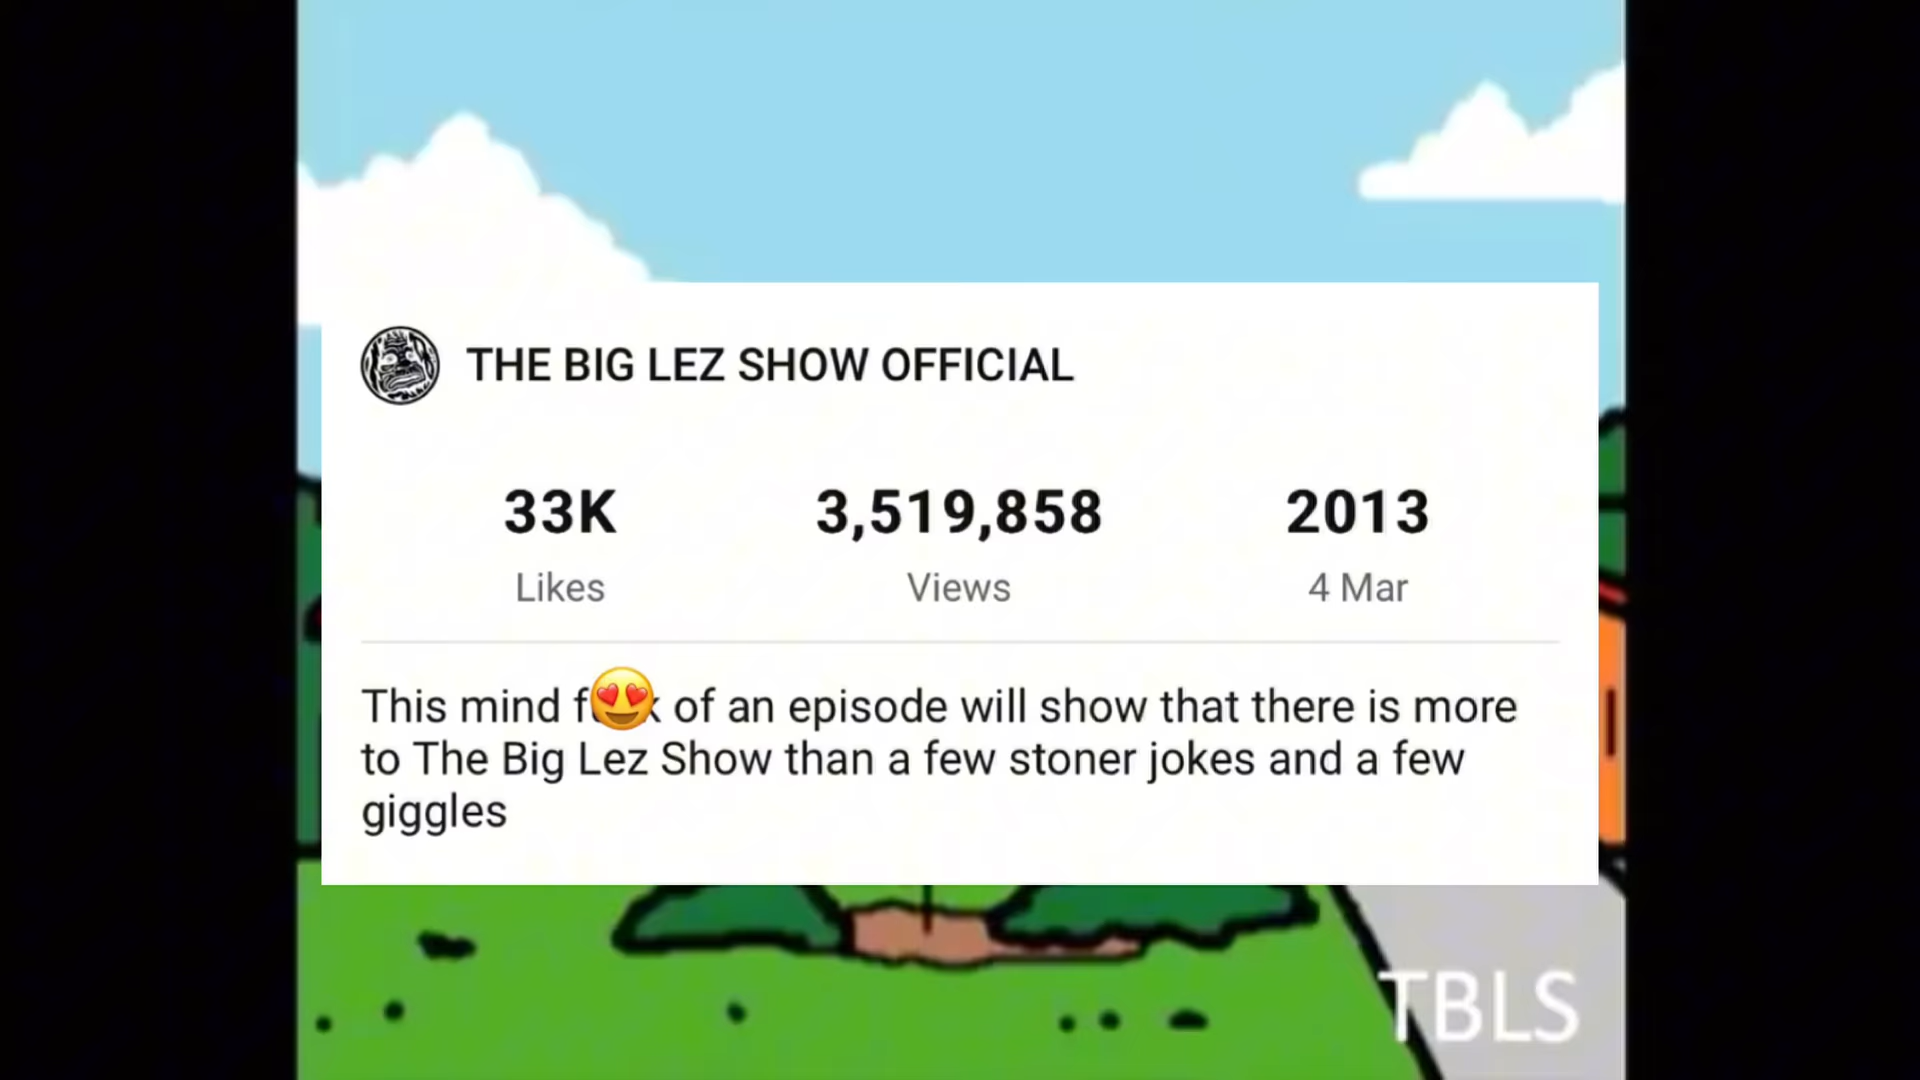 THE BIG LEZ SHOW OFFICIAL
33K
3,519,858
2013
Likes
Views
4 Mar
This mind f😍k of an episode will show that there is more
to The Big Lez Show than a few stoner jokes and a few
giggles
TBLS